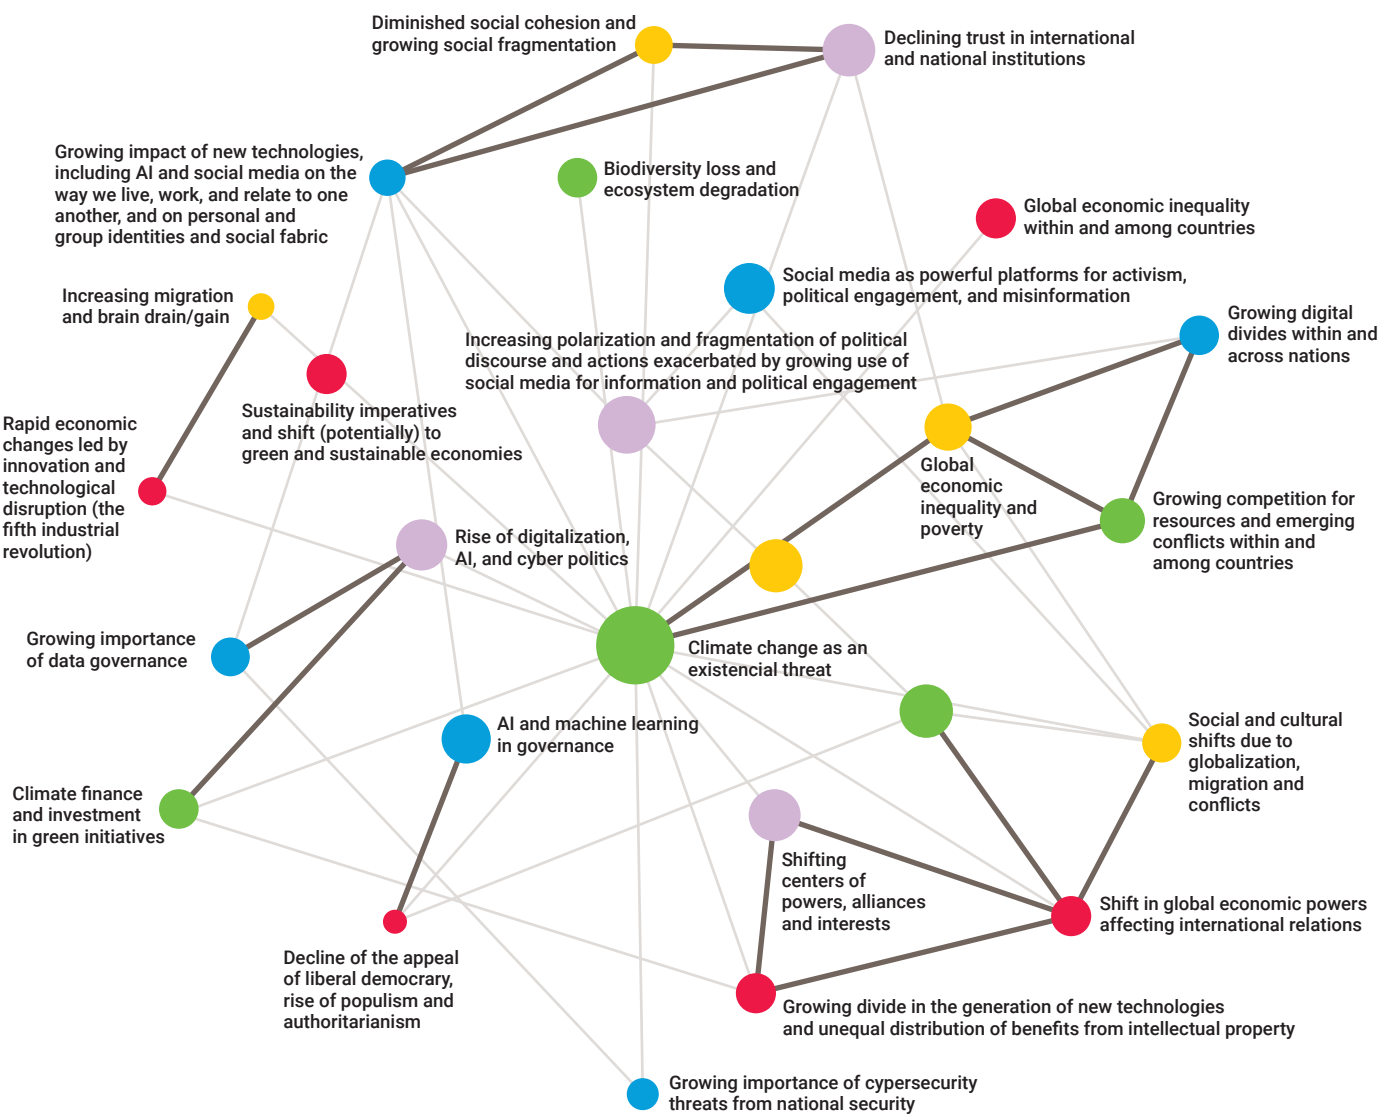 Diminished social cohesion and
growing social fragmentation
Declining trust in international
and national institutions
Growing impact of new technologies,
including AI and social media on the
way we live, work, and relate to one
another, and on personal and
group identities and social fabric
Biodiversity loss and
ecosystem degradation
Global economic inequality
within and among countries
Social media as powerful platforms for activism,
political engagement, and misinformation
Increasing migration
and brain drain/gain
Growing digital
divides within and
across nations
Increasing polarization and fragmentation of political
discourse and actions exacerbated by growing use of
social media for information and political engagement
Sustainability imperatives
and shift (potentially) to
green and sustainable economies
Rapid economic
changes led by
innovation and
technological
disruption (the
fifth industrial
revolution)
Global
economic
inequality and
poverty
Growing competition for
resources and emerging
conflicts within and
among countries
Rise of digitalization,
AI, and cyber politics
Growing importance
of data governance
Climate change as an
existencial threat
AI and machine learning
in governance
Social and cultural
shifts due to
globalization,
migration and
conflicts
Climate finance
and investment
in green initiatives
Shifting
centers of
powers, alliances
and interests
Shift in global economic powers
affecting international relations
Decline of the appeal
of liberal democrary,
rise of populism and
authoritarianism
Growing divide in the generation of new technologies
and unequal distribution of benefits from intellectual property
Growing importance of cypersecurity
threats from national security